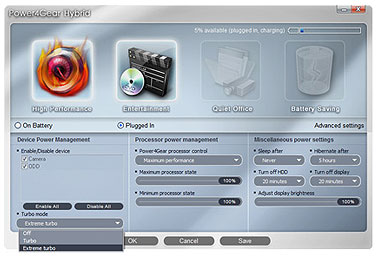 Power4Gear Hybrid
5% available (plugged in, charging)
High Performance
Entertainment
Quiet Office
Battery Saving
On Battery
Plugged In
Advanced settings
Device Power Management
Processor power management
Miscellaneous power settings
Enable/Disable device
Camera
ODD
Enable All
Disable All
Turbo mode
Extreme turbo
Off
Turbo
Extreme turbo
Power4Gear processor control
Maximum performance
Maximum processor state
100%
Minimum processor state
100%
Sleep after
Hibernate after
Never
5 hours
Turn off HDD
Turn off display
20 minutes
20 minutes
Adjust display brightness
100%
OK
Cancel
Save